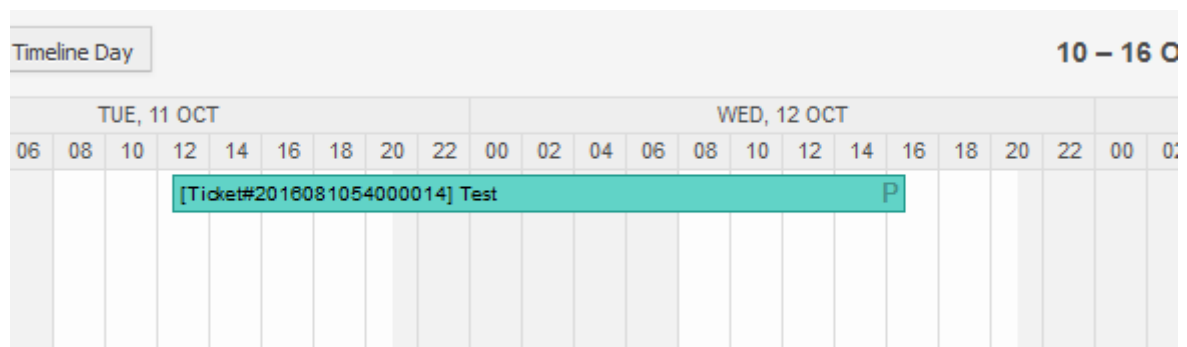 Timeline Day
10 – 16 O
TUE, 11 OCT WED, 12 OCT
06 08 10 12 14 16 18 20 22 00 02 04 06 08 10 12 14 16 18 20 22 00 02
[Ticket#2016081054000014] Test P